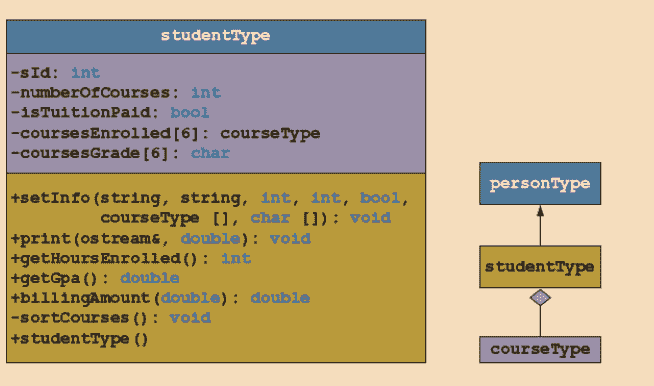 studentType
-sId: int
-numberOfCourses: int
-isTuitionPaid: bool
-coursesEnrolled[6]: courseType
-coursesGrade[6]: char
+setInfo(string, string, int, int, bool,
courseType [], char []): void
+print(ostream&, double): void
+getHoursEnrolled(): int
+getGpa(): double
+billingAmount(double): double
-sortCourses(): void
+studentType()
personType
studentType
courseType